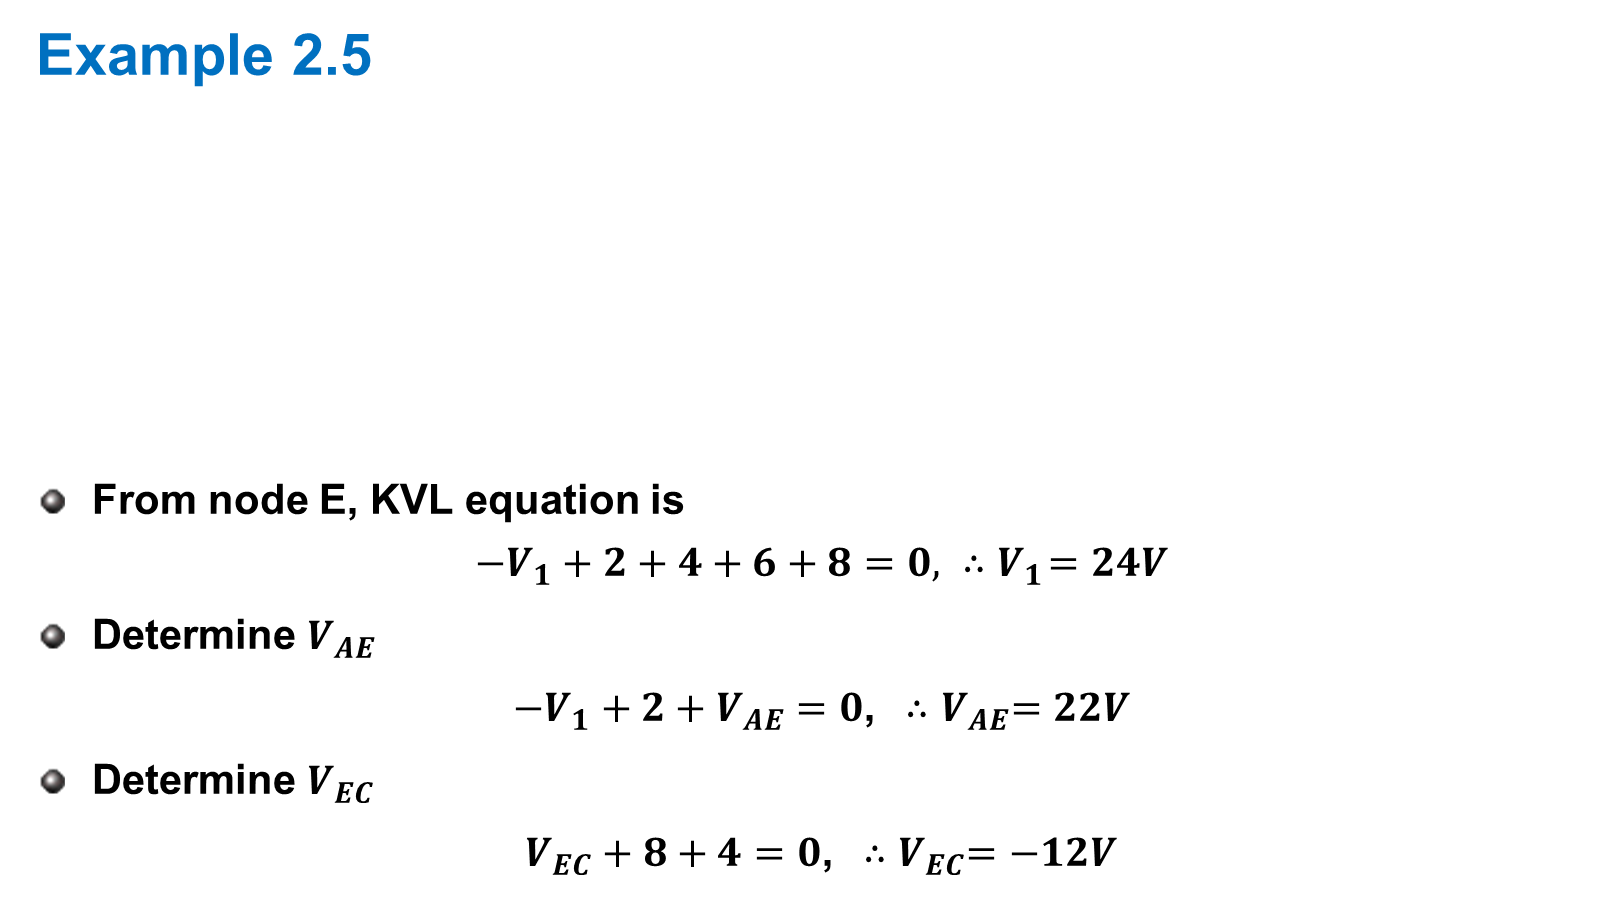 Example 2.5
From node E, KVL equation is
−V₁ + 2 + 4 + 6 + 8 = 0, ∴ V₁ = 24V
Determine V_AE
−V₁ + 2 + V_AE = 0, ∴ V_AE = 22V
Determine V_EC
V_EC + 8 + 4 = 0, ∴ V_EC = −12V